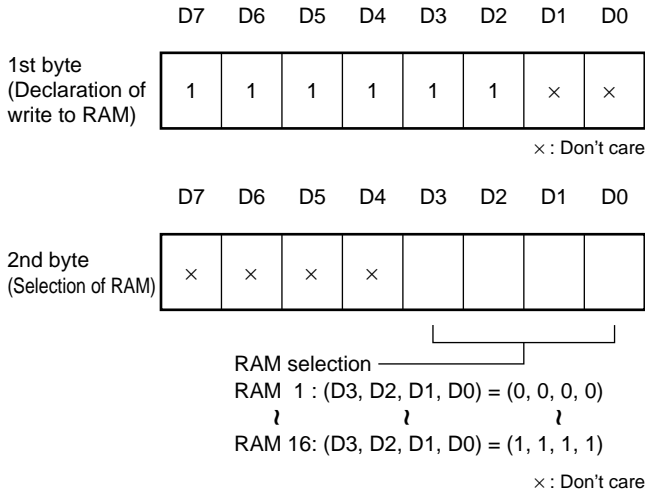 D7 D6 D5 D4 D3 D2 D1 D0
1st byte
(Declaration of
write to RAM)
1 1 1 1 1 1 × ×
× : Don't care
D7 D6 D5 D4 D3 D2 D1 D0
2nd byte
(Selection of RAM)
× × × ×
RAM selection
RAM 1 : (D3, D2, D1, D0) = (0, 0, 0, 0)
~ ~ ~
RAM 16: (D3, D2, D1, D0) = (1, 1, 1, 1)
× : Don't care